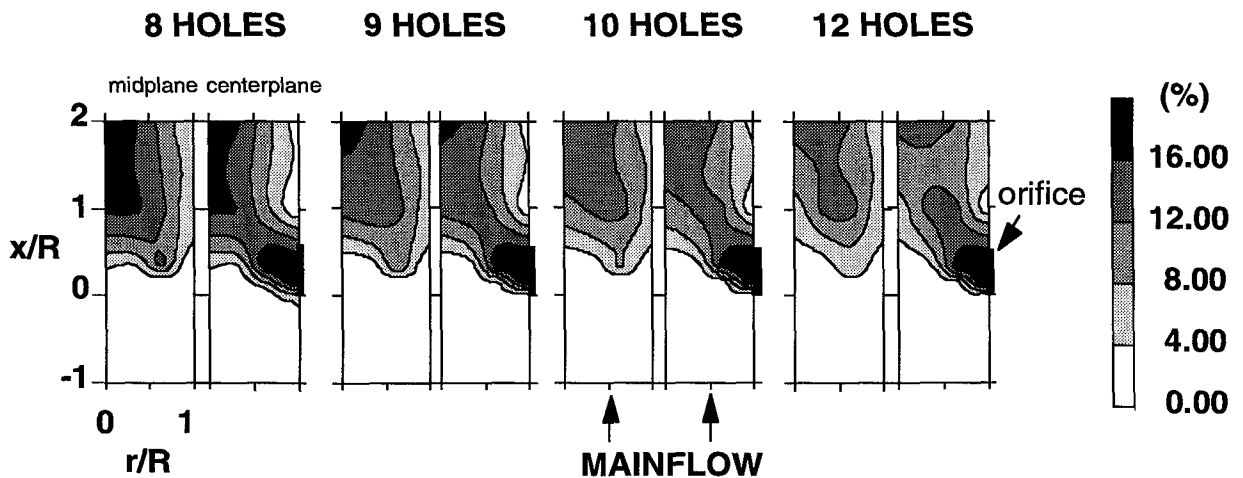 8 HOLES 9 HOLES 10 HOLES 12 HOLES
midplane centerplane
(%)
2
16.00
orifice
1
12.00
x/R
8.00
0
4.00
-1
0.00
0 1
r/R
MAINFLOW